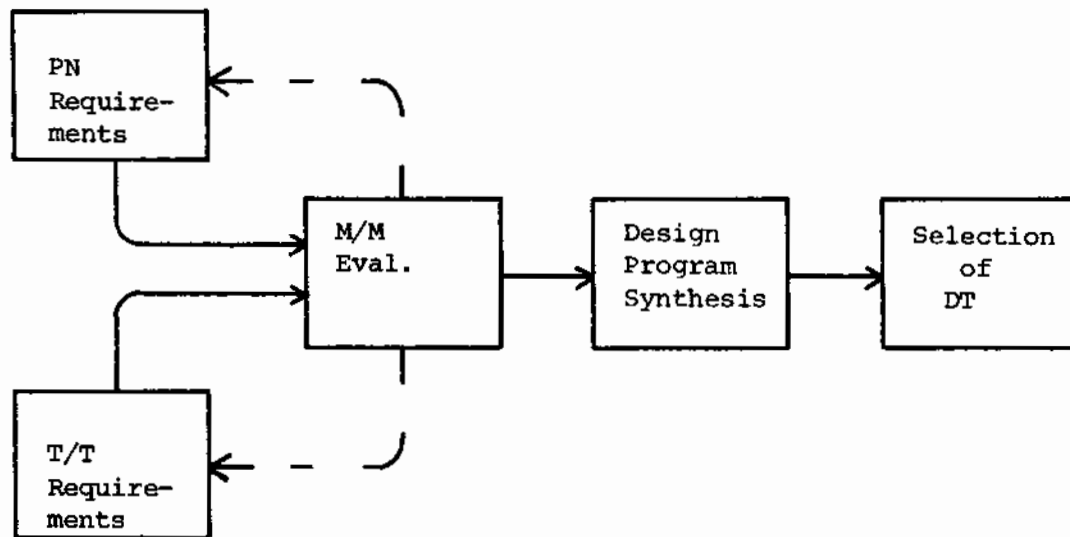 PN
Require-
ments
M/M
Eval.
Design
Program
Synthesis
Selection
of
DT
T/T
Require-
ments